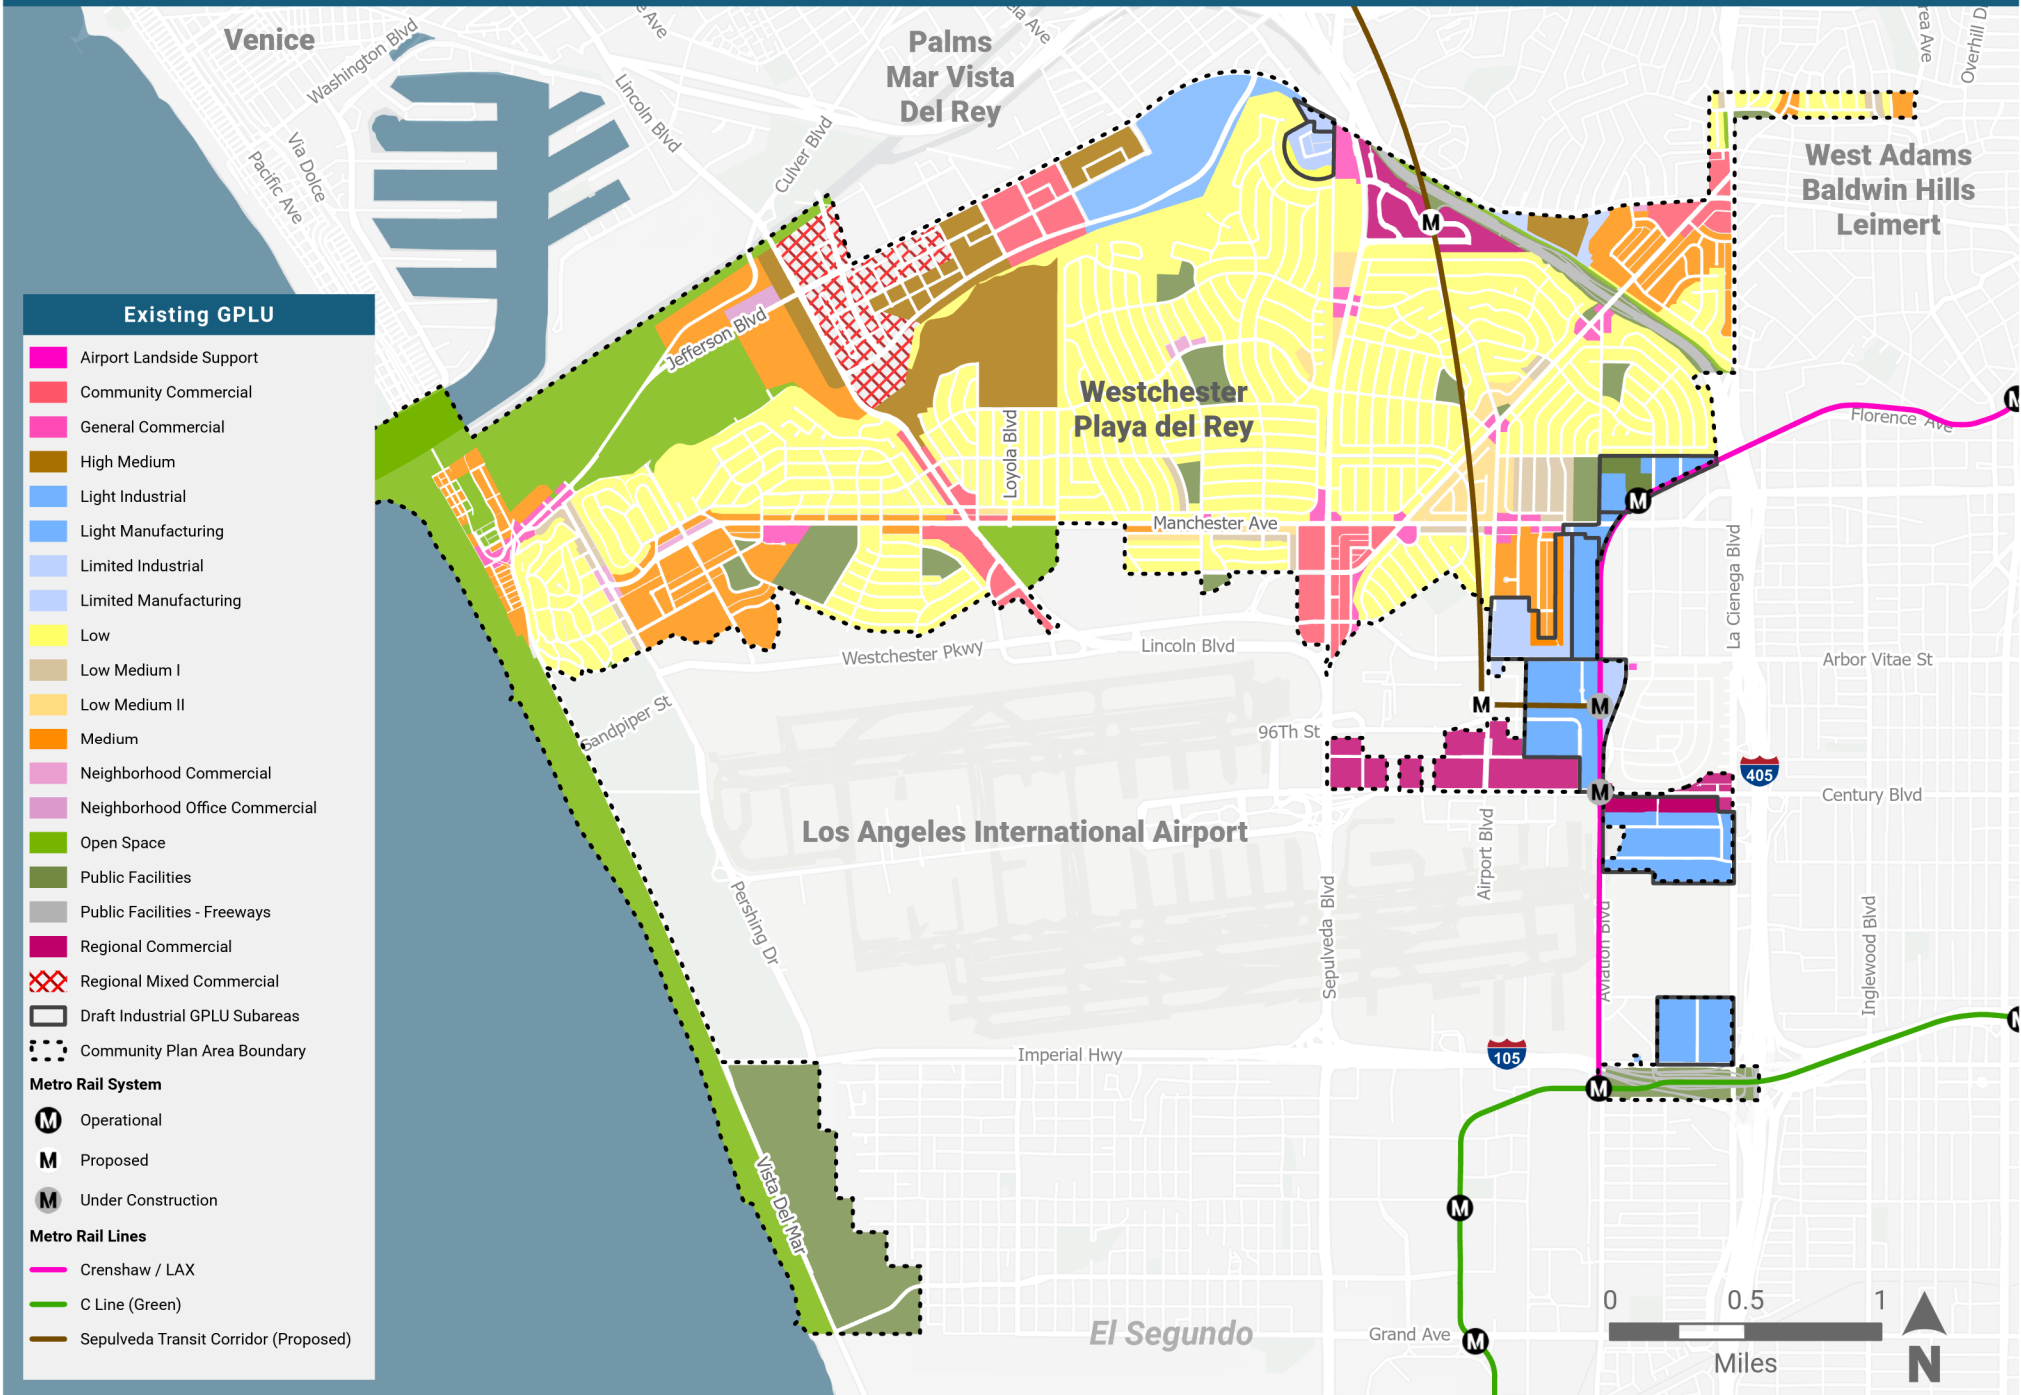 Venice
Washington Blvd
Via Dolce
Pacific Ave
Lincoln Blvd
Culver Blvd
Ave
Ave
Palms
Mar Vista
Del Rey
Ave
Overhill D
West Adams
Baldwin Hills
Leimert
Jefferson Blvd
Westchester
Playa del Rey
Loyola Blvd
Manchester Ave
Florence Ave
La Cienega Blvd
Westchester Pkwy
Lincoln Blvd
Arbor Vitae St
Sandpiper St
96Th St
405
Century Blvd
Los Angeles International Airport
Airport Blvd
Pershing Dr
Sepulveda Blvd
Aviation Blvd
Inglewood Blvd
Imperial Hwy
105
Vista Del Mar
El Segundo
Grand Ave
M
M
M
M
M
M
M
M
M
M
M
0 0.5 1
Miles
N
Existing GPLU
Airport Landside Support
Community Commercial
General Commercial
High Medium
Light Industrial
Light Manufacturing
Limited Industrial
Limited Manufacturing
Low
Low Medium I
Low Medium II
Medium
Neighborhood Commercial
Neighborhood Office Commercial
Open Space
Public Facilities
Public Facilities - Freeways
Regional Commercial
Regional Mixed Commercial
Draft Industrial GPLU Subareas
Community Plan Area Boundary
Metro Rail System
M Operational
M Proposed
M Under Construction
Metro Rail Lines
Crenshaw / LAX
C Line (Green)
Sepulveda Transit Corridor (Proposed)